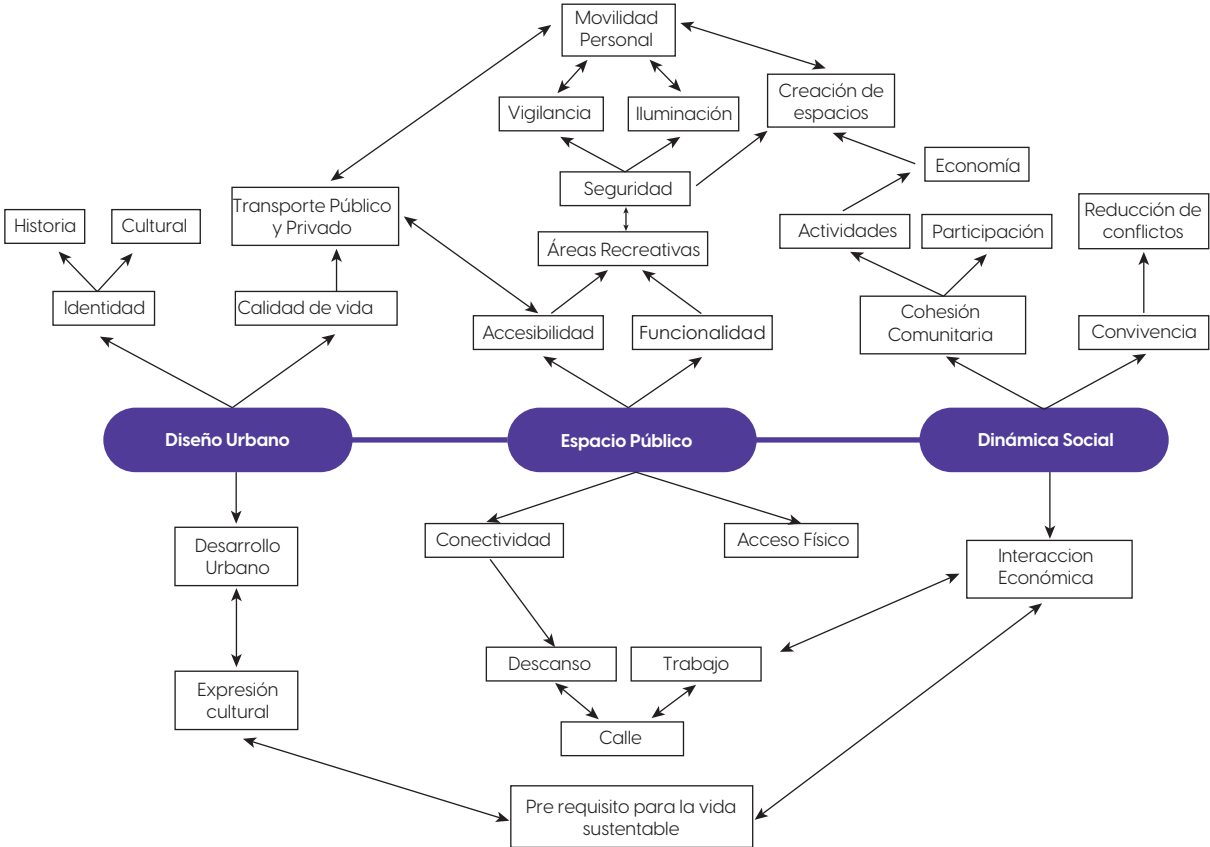 Movilidad
Personal
Vigilancia
Iluminación
Creación de
espacios
Economía
Seguridad
Transporte Público
y Privado
Historia
Cultural
Áreas Recreativas
Actividades
Participación
Reducción de
conflictos
Identidad
Calidad de vida
Accesibilidad
Funcionalidad
Cohesión
Comunitaria
Convivencia
Diseño Urbano
Espacio Público
Dinámica Social
Desarrollo
Urbano
Conectividad
Acceso Físico
Interaccion
Económica
Descanso
Trabajo
Expresión
cultural
Calle
Pre requisito para la vida
sustentable